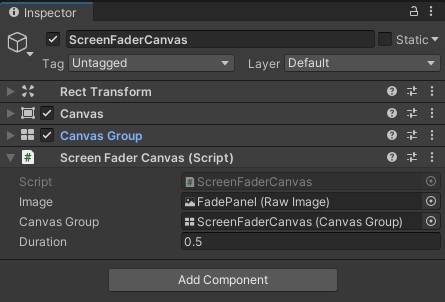 Inspector
ScreenFaderCanvas Static
Tag Untagged Layer Default
Rect Transform
Canvas
Canvas Group
# Screen Fader Canvas (Script)
Script # ScreenFaderCanvas
Image FadePanel (Raw Image)
Canvas Group ScreenFaderCanvas (Canvas Group)
Duration 0.5
Add Component